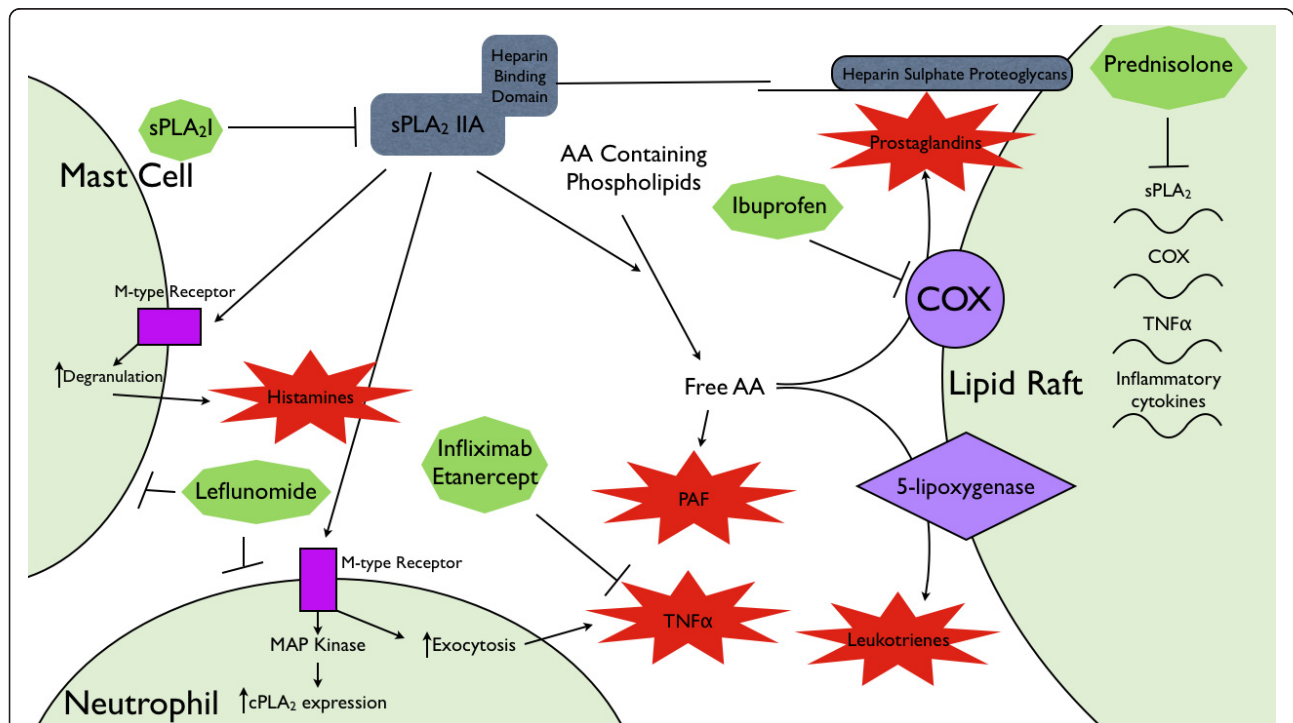 Heparin
Binding
Domain
Heparin Sulphate Proteoglycans
Prednisolone
sPLA₂I
sPLA₂ IIA
Prostaglandins
Mast Cell
AA Containing
Phospholipids
Ibuprofen
sPLA₂
COX
TNFα
Inflammatory
cytokines
M-type Receptor
COX
↑Degranulation
Histamines
Free AA
Lipid Raft
Infliximab
Etanercept
Leflunomide
PAF
5-lipoxygenase
M-type Receptor
TNFα
Leukotrienes
MAP Kinase
↑Exocytosis
Neutrophil
↑cPLA₂ expression